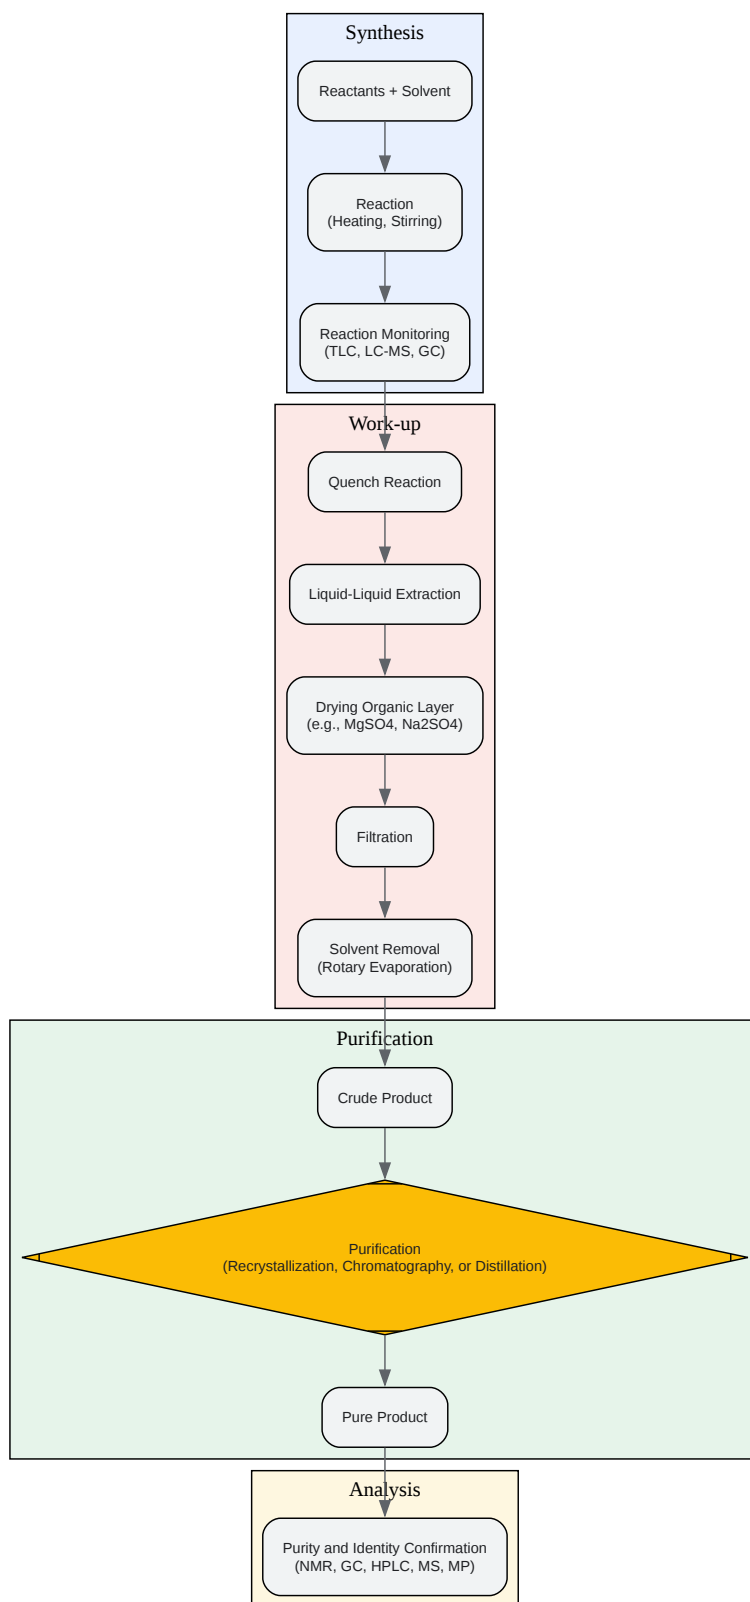 Synthesis
Reactants + Solvent
Reaction
(Heating, Stirring)
Reaction Monitoring
(TLC, LC-MS, GC)
Work-up
Quench Reaction
Liquid-Liquid Extraction
Drying Organic Layer
(e.g., MgSO4, Na2SO4)
Filtration
Solvent Removal
(Rotary Evaporation)
Purification
Crude Product
Purification
(Recrystallization, Chromatography, or Distillation)
Pure Product
Analysis
Purity and Identity Confirmation
(NMR, GC, HPLC, MS, MP)